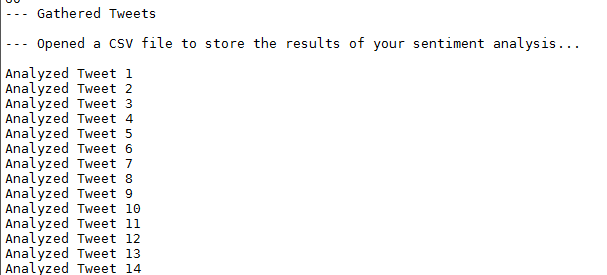 --- Gathered Tweets
--- Opened a CSV file to store the results of your sentiment analysis...
Analyzed Tweet 1
Analyzed Tweet 2
Analyzed Tweet 3
Analyzed Tweet 4
Analyzed Tweet 5
Analyzed Tweet 6
Analyzed Tweet 7
Analyzed Tweet 8
Analyzed Tweet 9
Analyzed Tweet 10
Analyzed Tweet 11
Analyzed Tweet 12
Analyzed Tweet 13
Analyzed Tweet 14